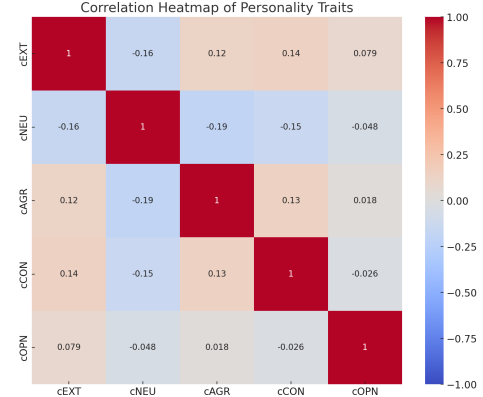 Correlation Heatmap of Personality Traits
cEXT 1 -0.16 0.12 0.14 0.079
cNEU -0.16 1 -0.19 -0.15 -0.048
cAGR 0.12 -0.19 1 0.13 0.018
cCON 0.14 -0.15 0.13 1 -0.026
cOPN 0.079 -0.048 0.018 -0.026 1
cEXT cNEU cAGR cCON cOPN
1.00
0.75
0.50
0.25
0.00
−0.25
−0.50
−0.75
−1.00